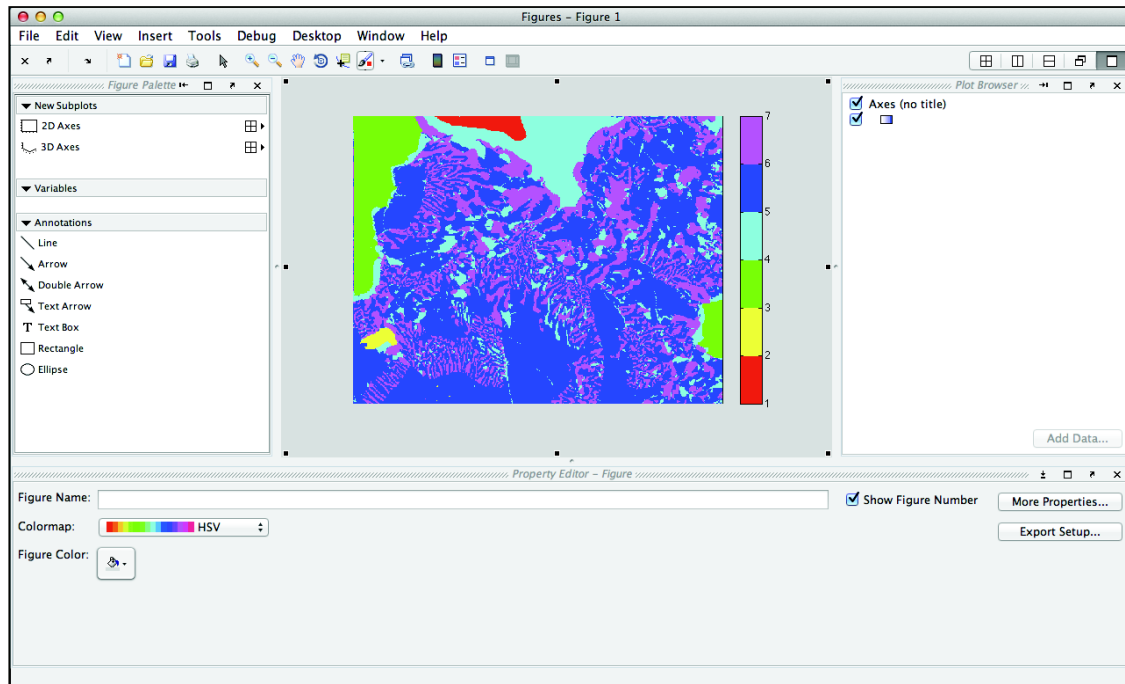 Figures – Figure 1
File Edit View Insert Tools Debug Desktop Window Help
Figure Palette
New Subplots
2D Axes
3D Axes
Variables
Annotations
Line
Arrow
Double Arrow
Text Arrow
T Text Box
Rectangle
Ellipse
7
6
5
4
3
2
1
Plot Browser
Axes (no title)
Add Data...
Property Editor – Figure
Figure Name:
Show Figure Number
More Properties...
Colormap: HSV
Export Setup...
Figure Color: